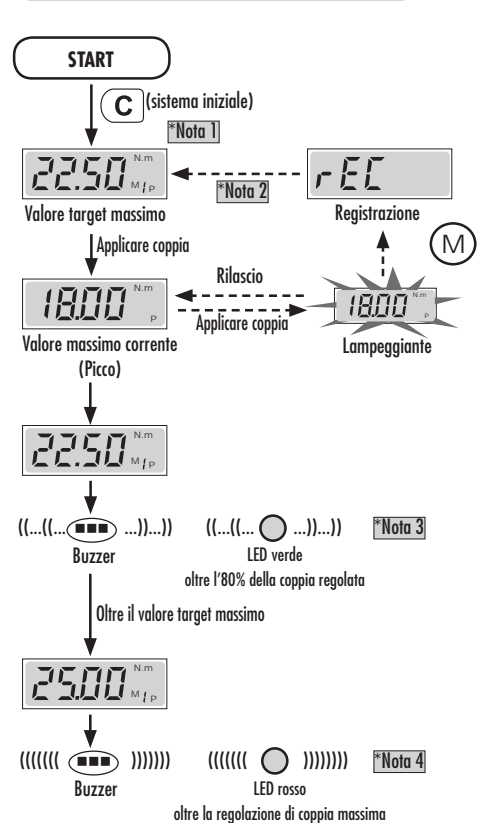 START
C (sistema iniziale)
*Nota 1
22.50 N.m M1 P
*Nota 2
rEC
Valore target massimo
Registrazione
M
Applicare coppia
Rilascio
18.00 N.m P
Applicare coppia
18.00 N.m P
Valore massimo corrente
(Picco)
Lampeggiante
22.50 N.m M1 P
((...((... ...))...))
((...((... ...))...))
*Nota 3
Buzzer
LED verde
oltre l'80% della coppia regolata
Oltre il valore target massimo
25.00 N.m M1 P
((((((( )))))))
((((((( ))))))))
*Nota 4
Buzzer
LED rosso
oltre la regolazione di coppia massima